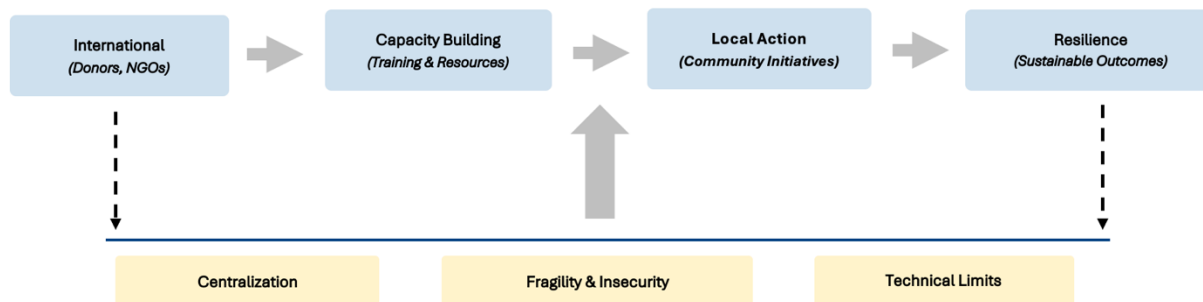 International
(Donors, NGOs)
Capacity Building
(Training & Resources)
Local Action
(Community Initiatives)
Resilience
(Sustainable Outcomes)
Centralization
Fragility & Insecurity
Technical Limits